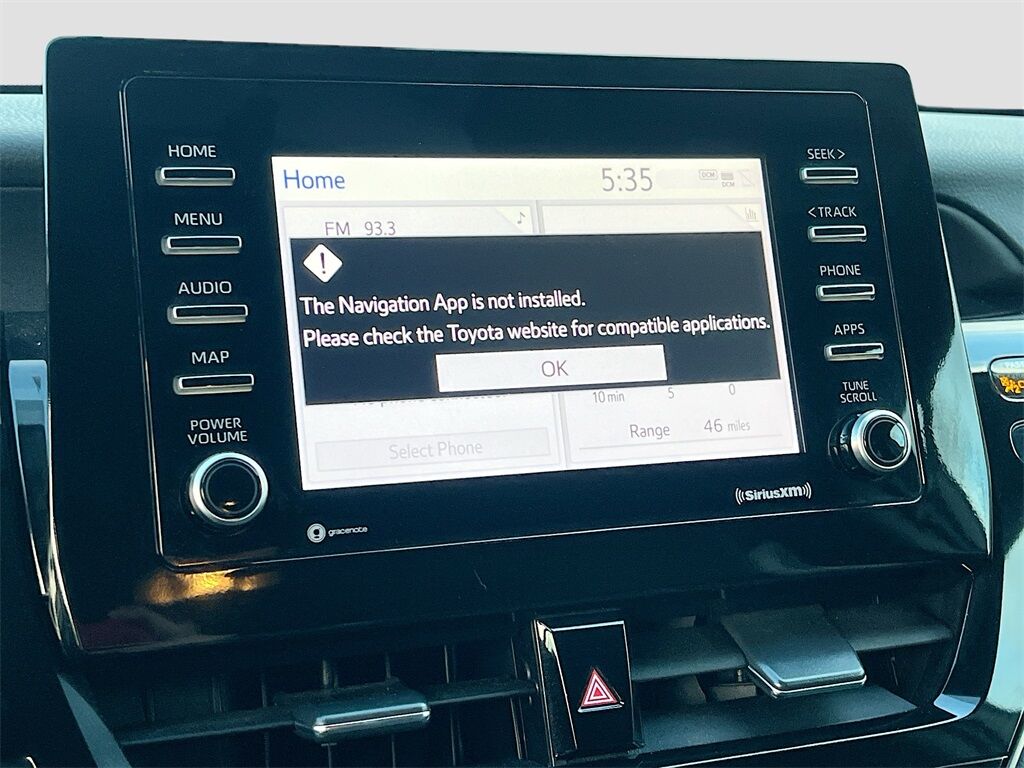 HOME
MENU
AUDIO
MAP
POWER
VOLUME
Home
5:35
DCM
DCM
FM 93.3
!
The Navigation App is not installed.
Please check the Toyota website for compatible applications.
OK
10 min 5 0
Range 46 miles
Select Phone
SEEK >
< TRACK
PHONE
APPS
TUNE
SCROLL
gracenote
((SiriusXM))